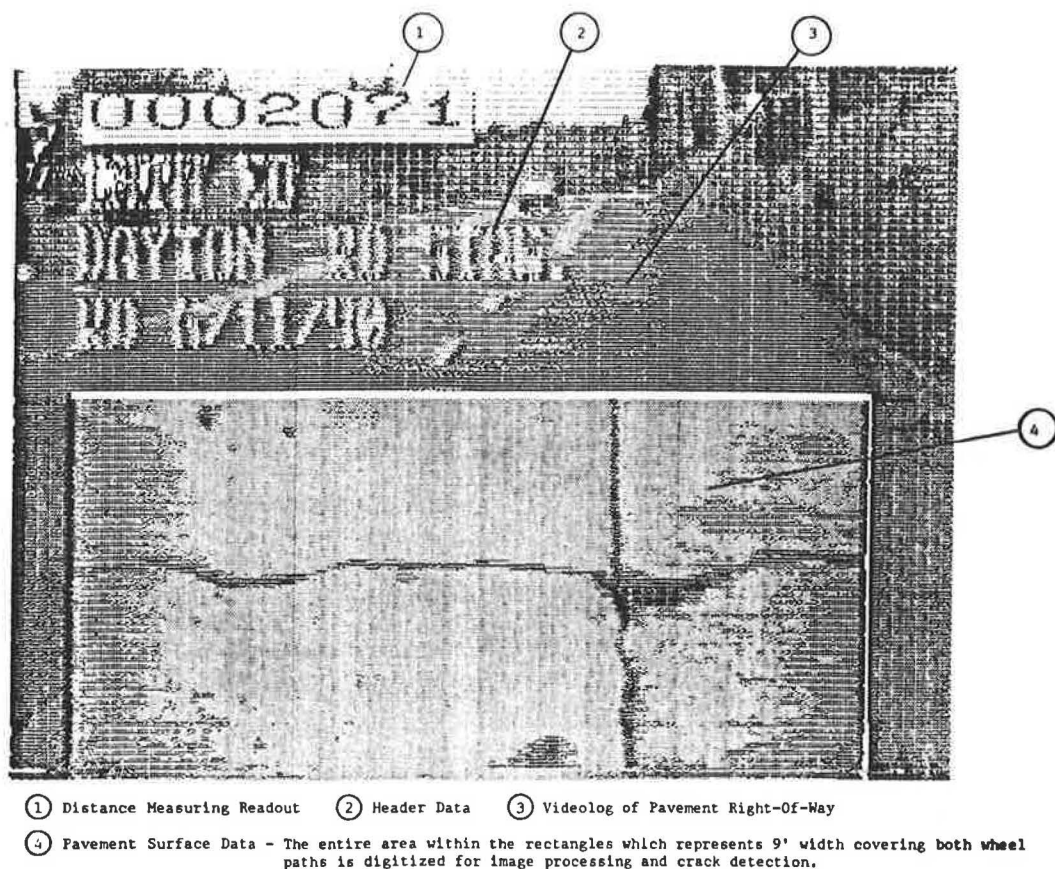 1
2
3
0002071
DAYTON RD
4
1 Distance Measuring Readout 2 Header Data 3 Videolog of Pavement Right-Of-Way
4 Pavement Surface Data - The entire area within the rectangles which represents 9' width covering both wheel
paths is digitized for image processing and crack detection.